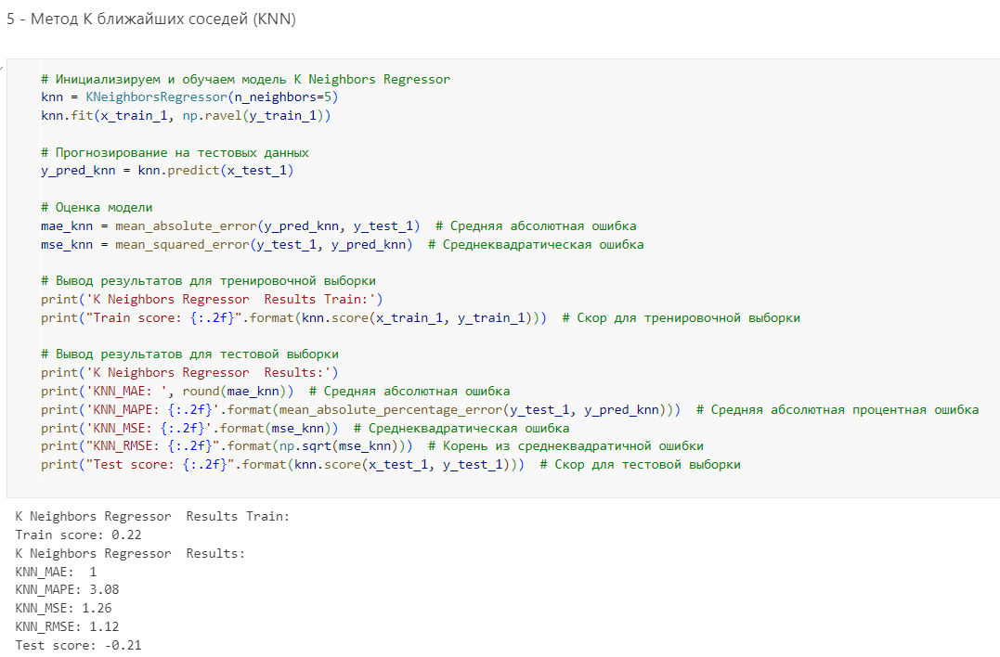 5 - Метод К ближайших соседей (KNN)
# Инициализируем и обучаем модель K Neighbors Regressor
knn = KNeighborsRegressor(n_neighbors=5)
knn.fit(x_train_1, np.ravel(y_train_1))
# Прогнозирование на тестовых данных
y_pred_knn = knn.predict(x_test_1)
# Оценка модели
mae_knn = mean_absolute_error(y_pred_knn, y_test_1)  # Средняя абсолютная ошибка
mse_knn = mean_squared_error(y_test_1, y_pred_knn)  # Среднеквадратическая ошибка
# Вывод результатов для тренировочной выборки
print('K Neighbors Regressor  Results Train:')
print("Train score: {:.2f}".format(knn.score(x_train_1, y_train_1)))  # Скор для тренировочной выборки
# Вывод результатов для тестовой выборки
print('K Neighbors Regressor  Results:')
print('KNN_MAE: ', round(mae_knn))  # Средняя абсолютная ошибка
print('KNN_MAPE: {:.2f}'.format(mean_absolute_percentage_error(y_test_1, y_pred_knn)))  # Средняя абсолютная процентная ошибка
print('KNN_MSE: {:.2f}'.format(mse_knn))  # Среднеквадратическая ошибка
print("KNN_RMSE: {:.2f}".format(np.sqrt(mse_knn)))  # Корень из среднеквадратичной ошибки
print("Test score: {:.2f}".format(knn.score(x_test_1, y_test_1)))  # Скор для тестовой выборки
K Neighbors Regressor  Results Train:
Train score: 0.22
K Neighbors Regressor  Results:
KNN_MAE:  1
KNN_MAPE: 3.08
KNN_MSE: 1.26
KNN_RMSE: 1.12
Test score: -0.21